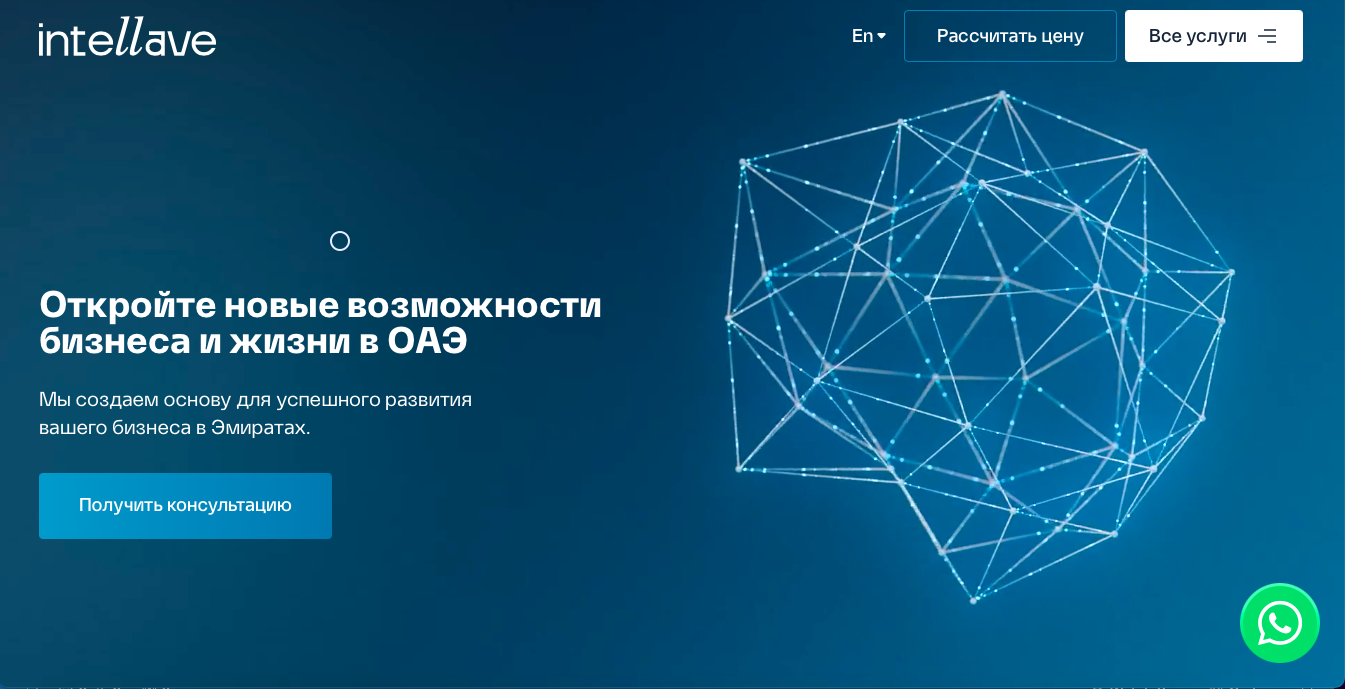 intellave
En
Рассчитать цену
Все услуги
Откройте новые возможности
бизнеса и жизни в ОАЭ
Мы создаем основу для успешного развития
вашего бизнеса в Эмиратах.
Получить консультацию